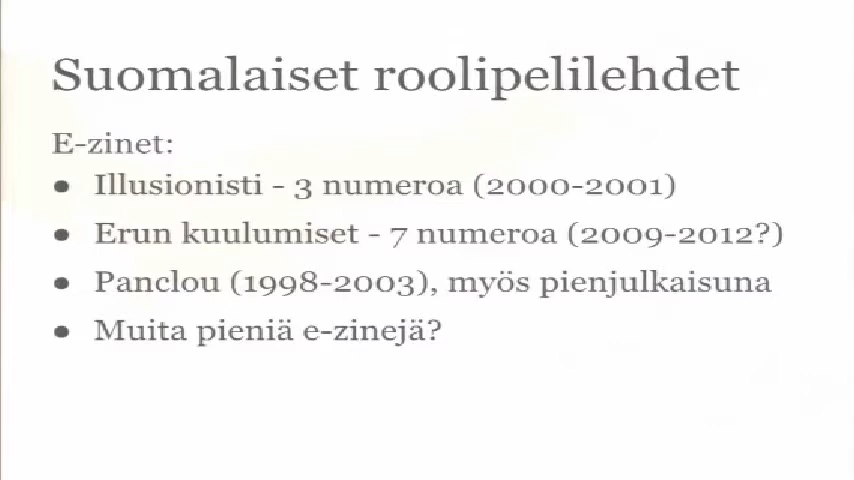 Suomalaiset roolipelilehdet
E-zinet:
● Illusionisti - 3 numeroa (2000-2001)
● Erun kuulumiset - 7 numeroa (2009-2012?)
● Panclou (1998-2003), myös pienjulkaisuna
● Muita pieniä e-zinejä?